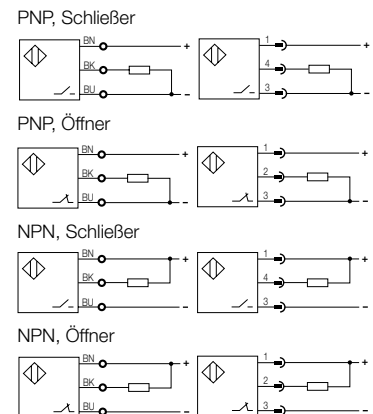 PNP, Schließer
BN + 1 +
BK 4
BU - 3 -
PNP, Öffner
BN + 1 +
BK 2
BU - 3 -
NPN, Schließer
BN + 1 +
BK 4
BU - 3 -
NPN, Öffner
BN + 1 +
BK 2
BU - 3 -